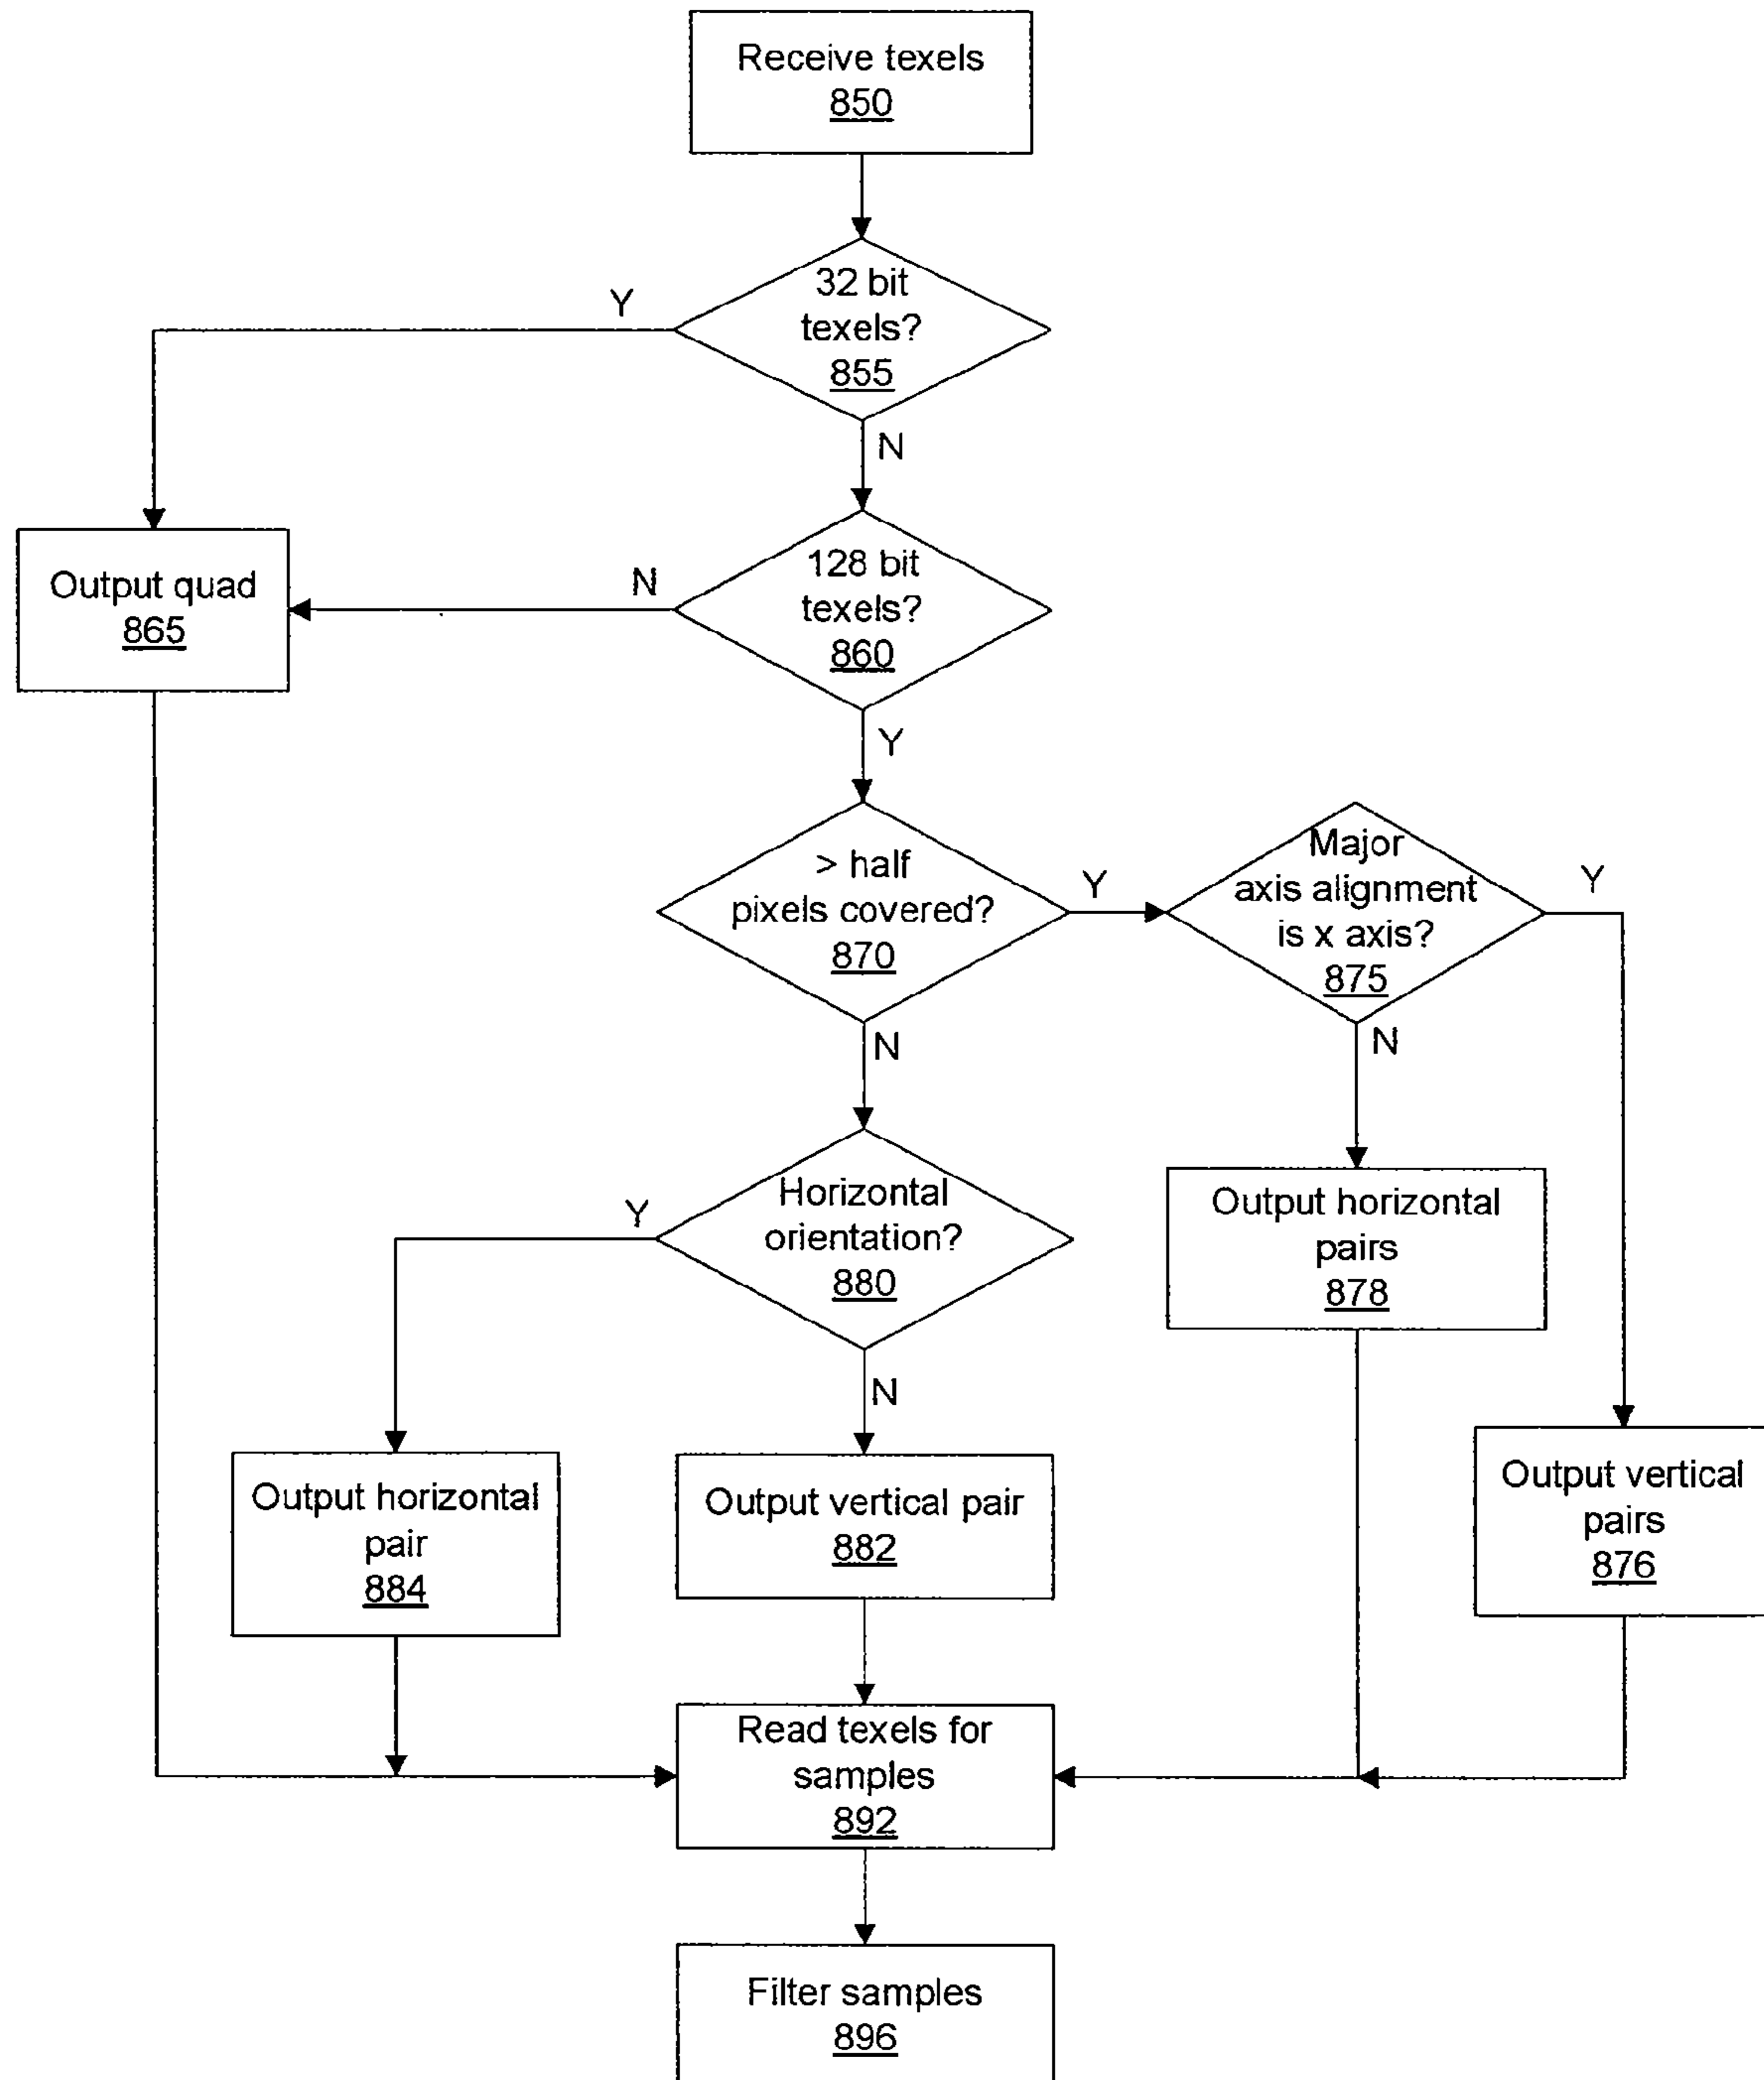 Receive texels
850
32 bit
texels?
855
Y
N
128 bit
texels?
860
N
Y
Output quad
865
> half
pixels covered?
870
Y
N
Major
axis alignment
is x axis?
875
Y
N
Horizontal
orientation?
880
Y
N
Output horizontal
pairs
878
Output horizontal
pair
884
Output vertical pair
882
Output vertical
pairs
876
Read texels for
samples
892
Filter samples
896